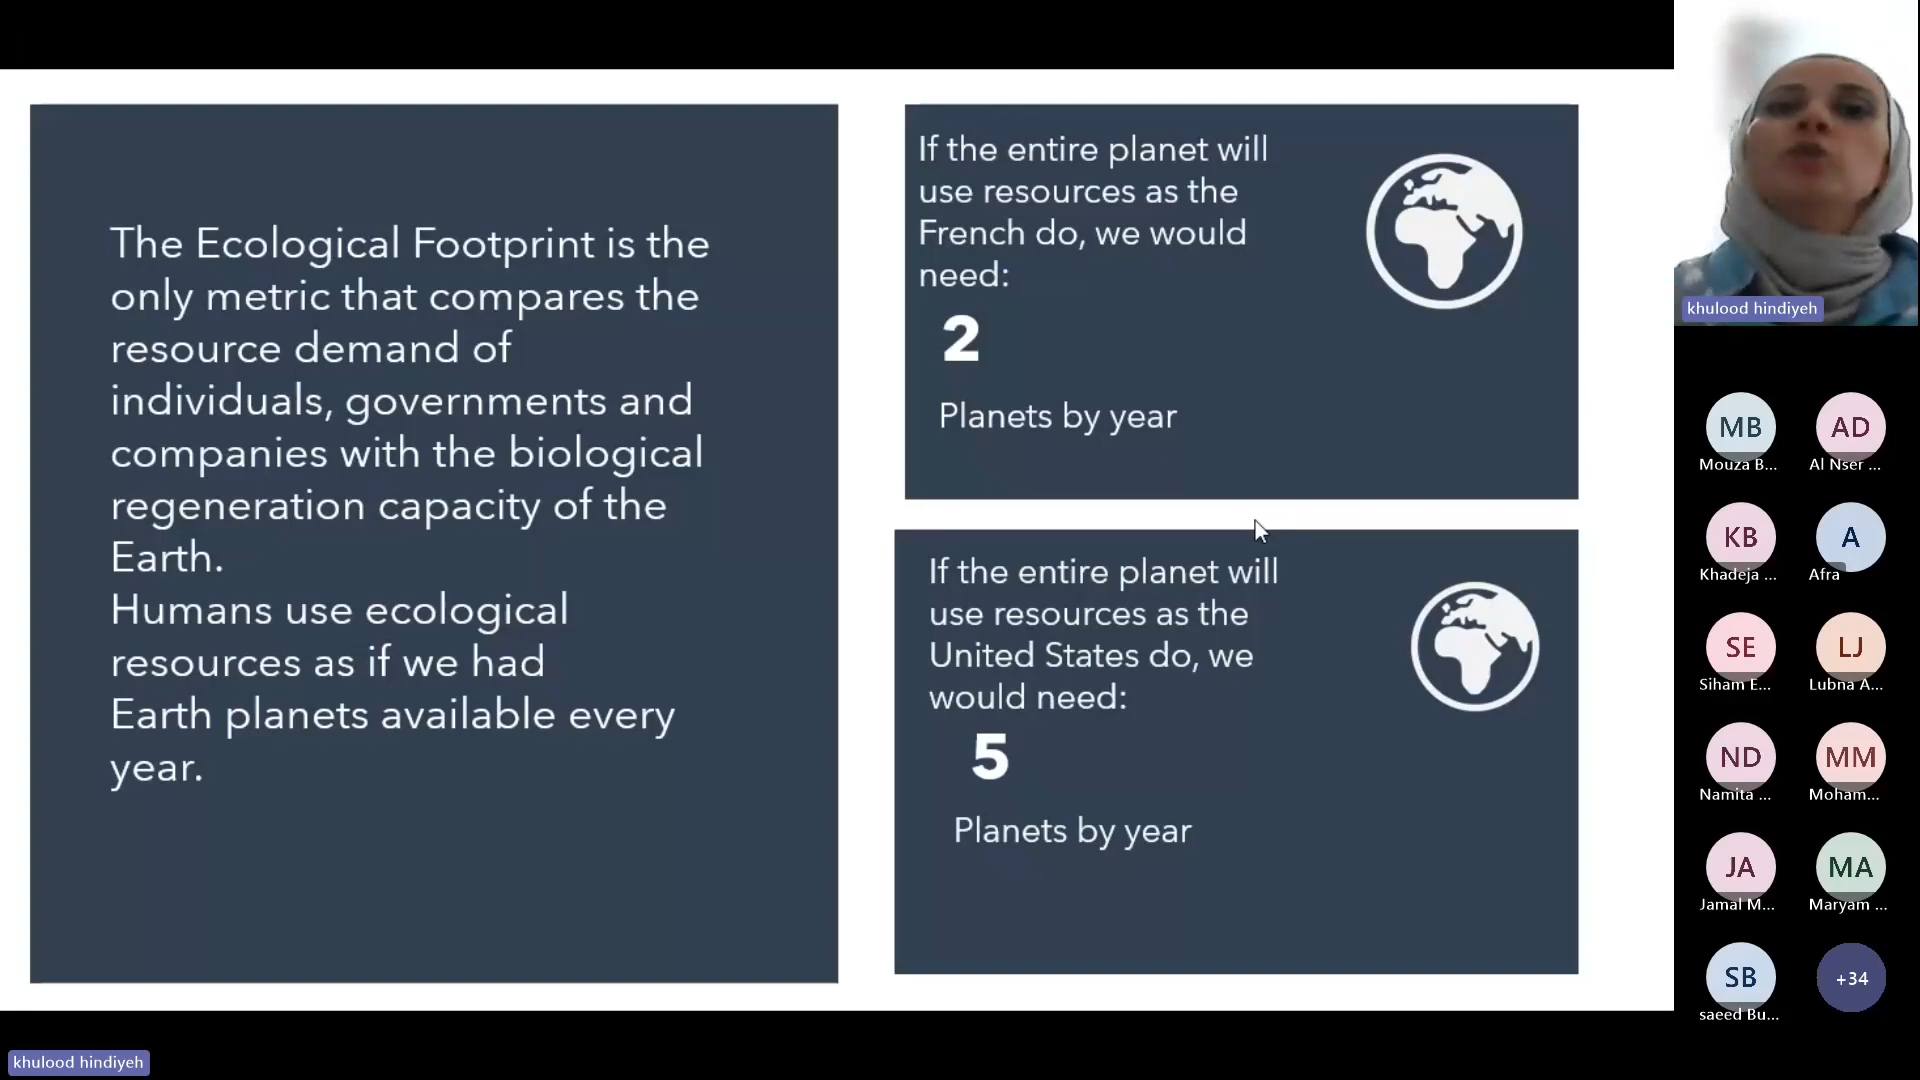 The Ecological Footprint is the
only metric that compares the
resource demand of
individuals, governments and
companies with the biological
regeneration capacity of the
Earth.
Humans use ecological
resources as if we had
Earth planets available every
year.
If the entire planet will
use resources as the
French do, we would
need:
2
Planets by year
If the entire planet will
use resources as the
United States do, we
would need:
5
Planets by year
khulood hindiyeh
MB
Mouza B...
AD
Al Nser ...
KB
Khadeja ...
A
Afra
SE
Siham E...
LJ
Lubna A...
ND
Namita ...
MM
Moham...
JA
Jamal M...
MA
Maryam ...
SB
saeed Bu...
+34
khulood hindiyeh